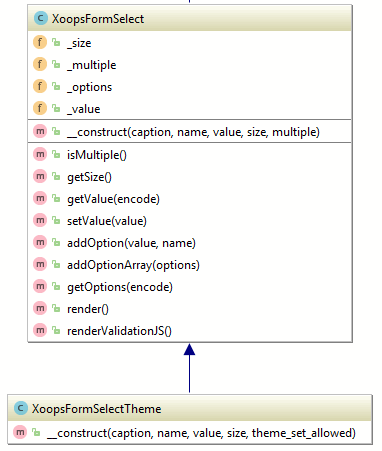 C XoopsFormSelect
f _size
f _multiple
f _options
f _value
m __construct(caption, name, value, size, multiple)
m isMultiple()
m getSize()
m getValue(encode)
m setValue(value)
m addOption(value, name)
m addOptionArray(options)
m getOptions(encode)
m render()
m renderValidationJS()
C XoopsFormSelectTheme
m __construct(caption, name, value, size, theme_set_allowed)